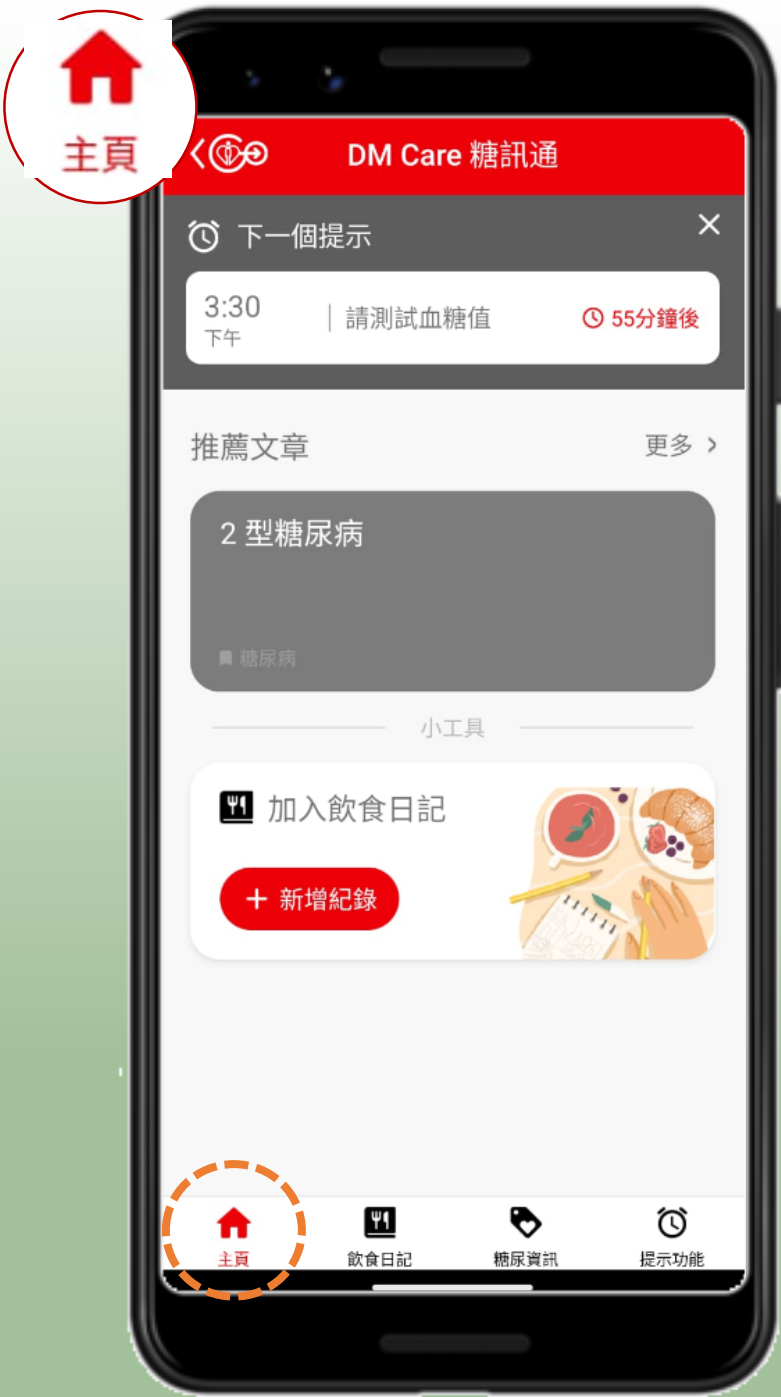 主頁
DM Care 糖訊通
下一個提示
3:30
下午
請測試血糖值
55分鐘後
推薦文章
更多
2 型糖尿病
糖尿病
小工具
加入飲食日記
+ 新增紀錄
主頁
飲食日記
糖尿資訊
提示功能